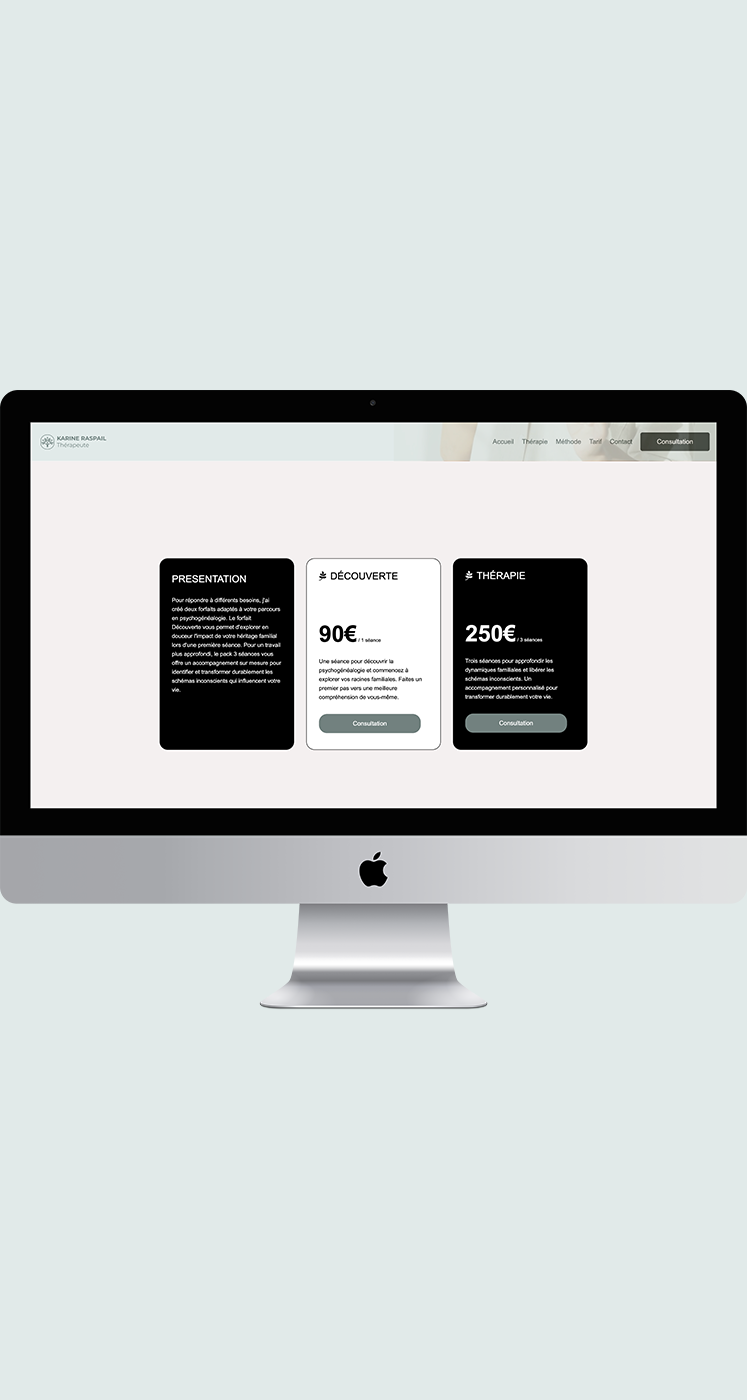 KARINE RASPAIL
Thérapeute
Accueil Thérapie Méthode Tarif Contact Consultation
PRESENTATION
Pour répondre à différents besoins, j'ai
créé deux forfaits adaptés à votre parcours
en psychogénéalogie. Le forfait
Découverte vous permet d'explorer en
douceur l'impact de votre héritage familial
lors d'une première séance. Pour un travail
plus approfondi, le pack 3 séances vous
offre un accompagnement sur mesure pour
identifier et transformer durablement les
schémas inconscients qui influencent votre
vie.
DÉCOUVERTE
90€ / 1 séance
Une séance pour découvrir la
psychogénéalogie et commencez à
explorer vos racines familiales. Faites un
premier pas vers une meilleure
compréhension de vous-même.
Consultation
THÉRAPIE
250€ / 3 séances
Trois séances pour approfondir les
dynamiques familiales et libérer les
schémas inconscients. Un
accompagnement personnalisé pour
transformer durablement votre vie.
Consultation